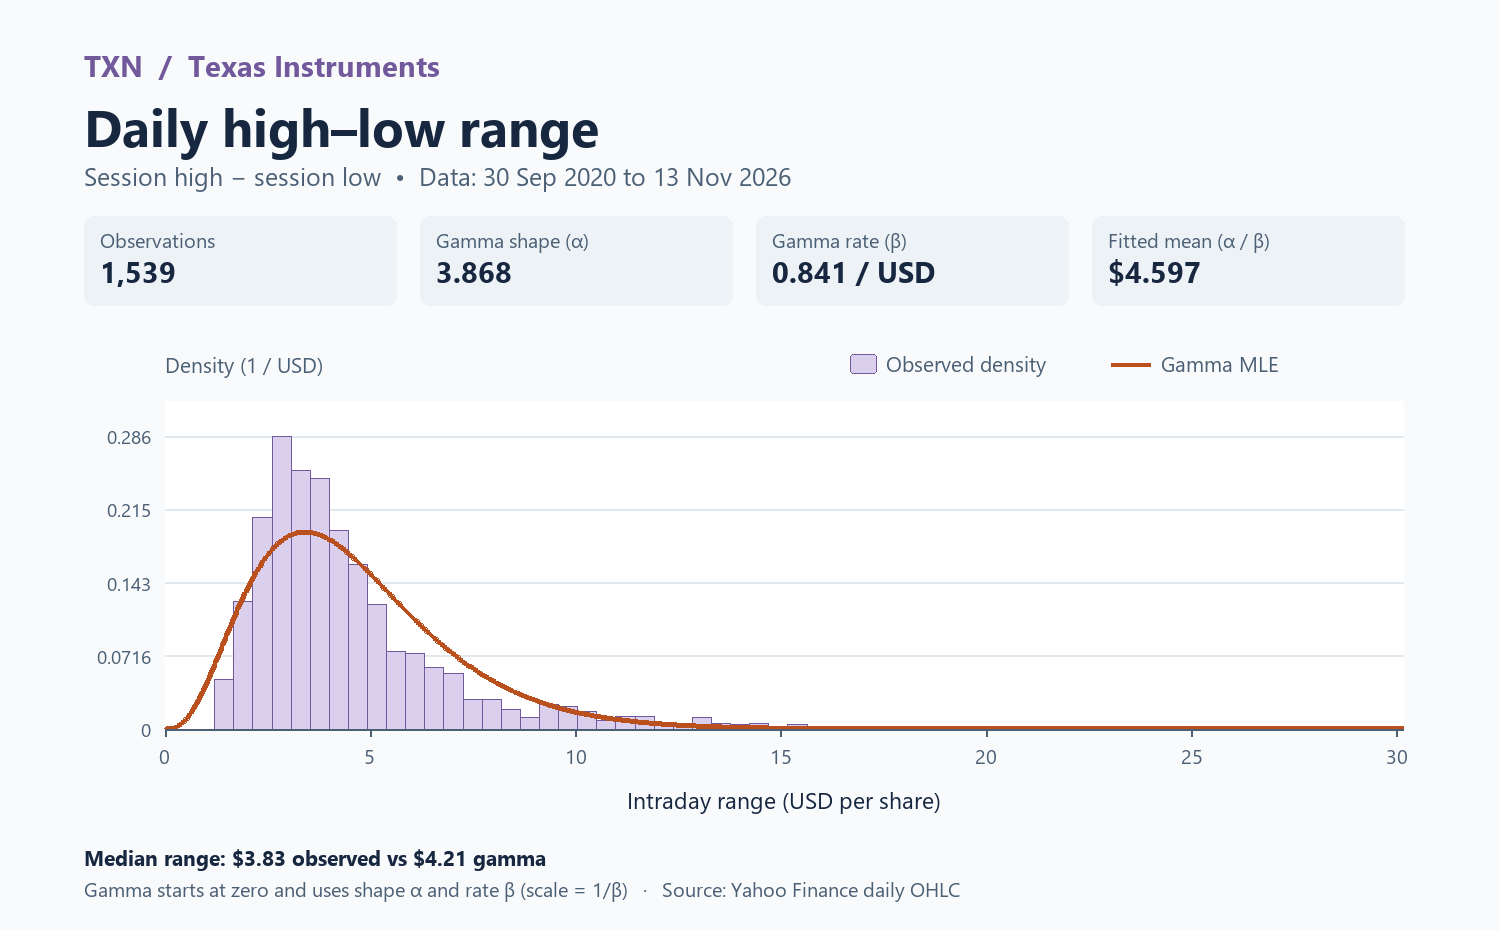 TXN / Texas Instruments
Daily high–low range
Session high − session low • Data: 30 Sep 2020 to 13 Nov 2026
Observations
1,539
Gamma shape (α)
3.868
Gamma rate (β)
0.841 / USD
Fitted mean (α / β)
$4.597
Density (1 / USD)
Observed density
Gamma MLE
0.286
0.215
0.143
0.0716
0
0 5 10 15 20 25 30
Intraday range (USD per share)
Median range: $3.83 observed vs $4.21 gamma
Gamma starts at zero and uses shape α and rate β (scale = 1/β) · Source: Yahoo Finance daily OHLC